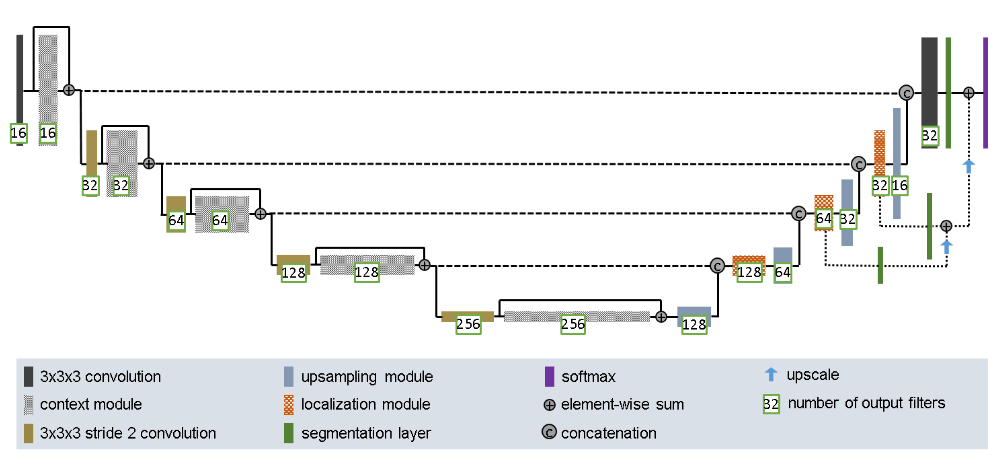 C
16
16
32
C
32
32
32
16
64
64
C
64
32
128
128
C
128
64
256
256
128
3x3x3 convolution
upsampling module
softmax
upscale
context module
localization module
element-wise sum
32
number of output filters
3x3x3 stride 2 convolution
segmentation layer
C
concatenation